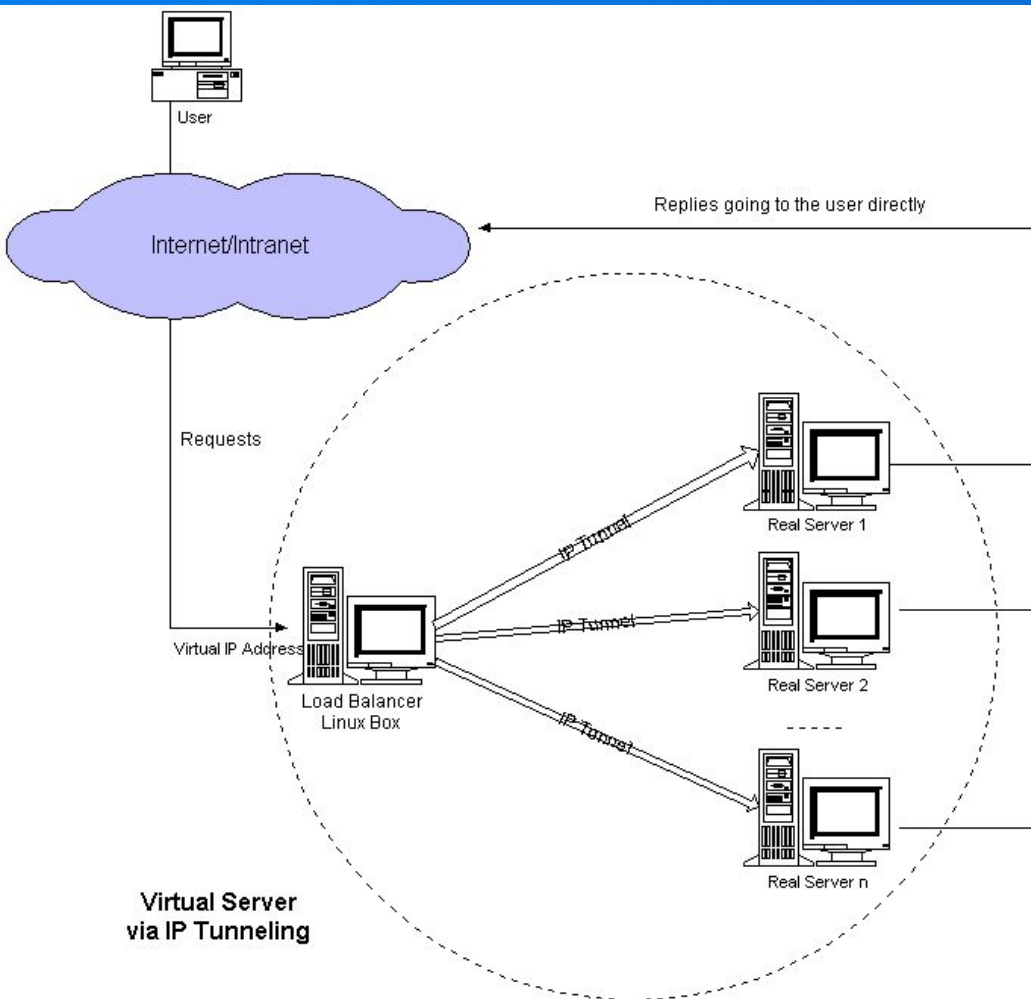 User
Internet/Intranet
Replies going to the user directly
Requests
Virtual IP Address
Load Balancer
Linux Box
IP Tunnel
IP Tunnel
IP Tunnel
Real Server 1
Real Server 2
Real Server n
Virtual Server
via IP Tunneling